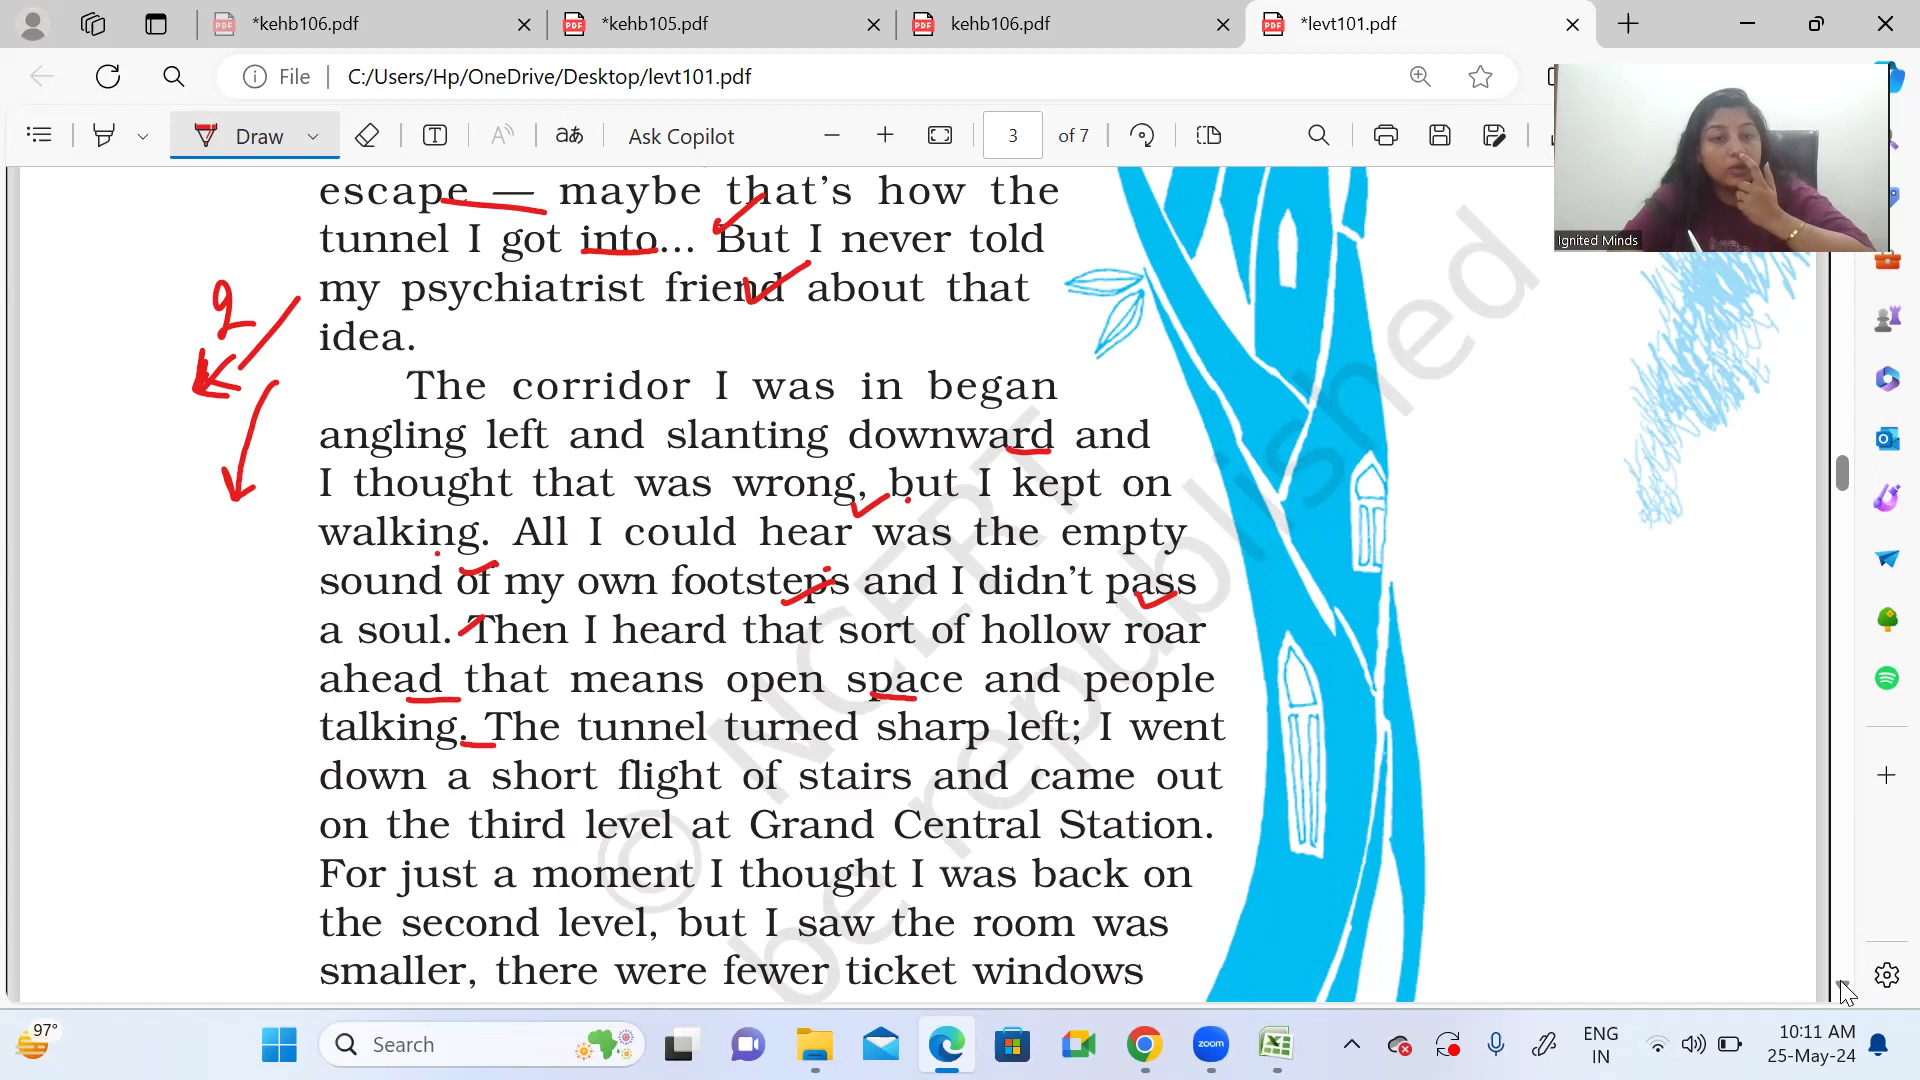 *kehb106.pdf
*kehb105.pdf
kehb106.pdf
*levt101.pdf
File
C:/Users/Hp/OneDrive/Desktop/levt101.pdf
Draw
aあ
Ask Copilot
3 of 7
Ignited Minds
escape — maybe that's how the
tunnel I got into... But I never told
my psychiatrist friend about that
idea.
2
The corridor I was in began
angling left and slanting downward and
I thought that was wrong, but I kept on
walking. All I could hear was the empty
sound of my own footsteps and I didn't pass
a soul. Then I heard that sort of hollow roar
ahead that means open space and people
talking. The tunnel turned sharp left; I went
down a short flight of stairs and came out
on the third level at Grand Central Station.
For just a moment I thought I was back on
the second level, but I saw the room was
smaller, there were fewer ticket windows
© NCERT
be republished
97°
Search
zoom
ENG
IN
10:11 AM
25-May-24